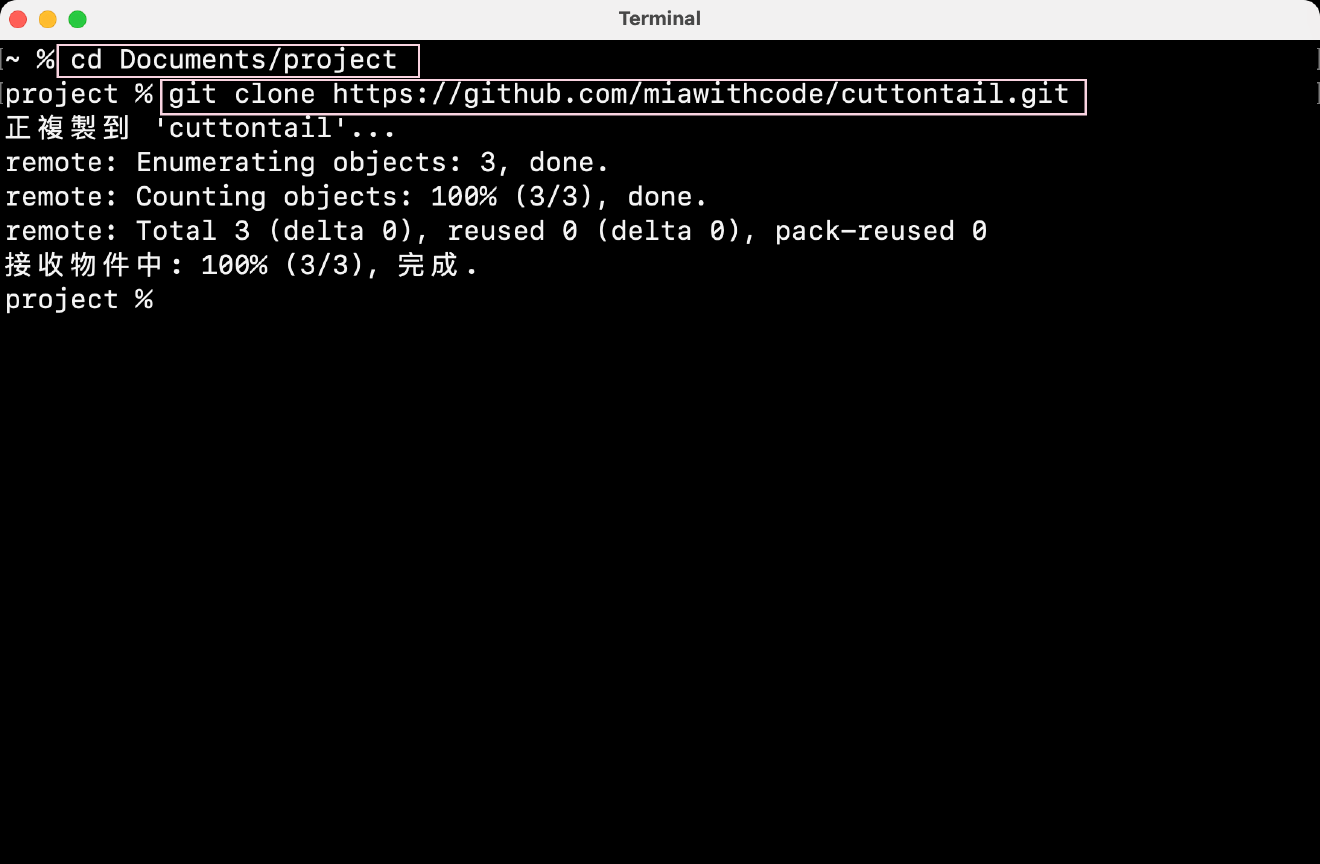 Terminal
~ % cd Documents/project
project % git clone https://github.com/miawithcode/cuttontail.git
正複製到 'cuttontail'...
remote: Enumerating objects: 3, done.
remote: Counting objects: 100% (3/3), done.
remote: Total 3 (delta 0), reused 0 (delta 0), pack-reused 0
接收物件中: 100% (3/3), 完成.
project %